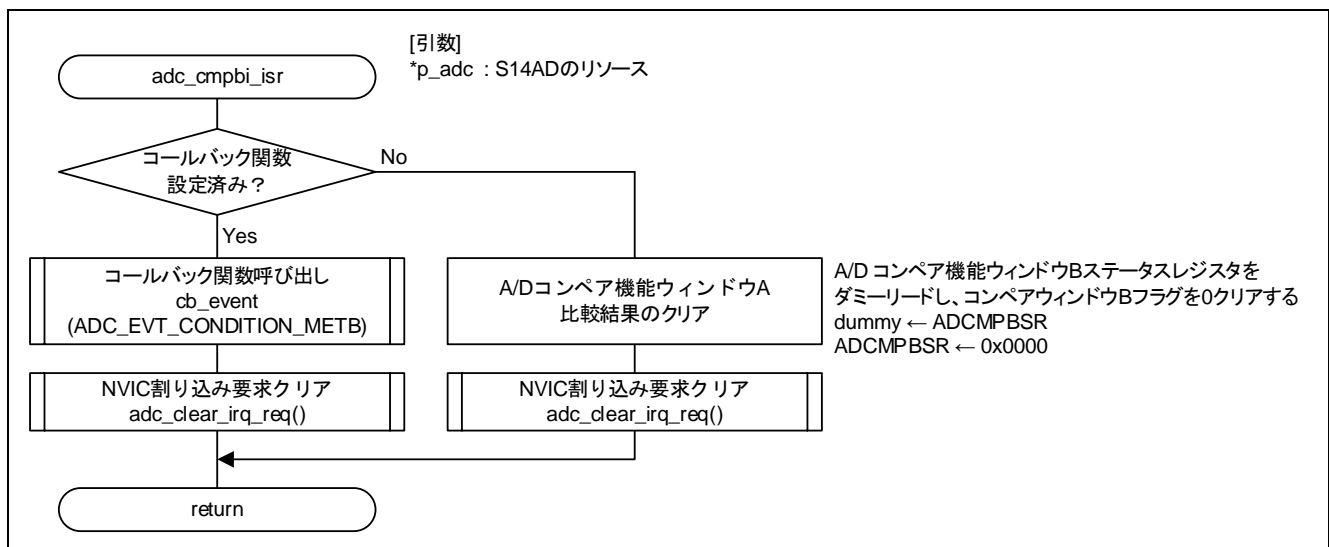 [引数]
*p_adc : S14ADのリソース
adc_cmpbi_isr
コールバック関数
設定済み?
No
Yes
コールバック関数呼び出し
cb_event
(ADC_EVT_CONDITION_METB)
A/Dコンペア機能ウィンドウA
比較結果のクリア
A/D コンペア機能ウィンドウBステータスレジスタを
ダミーリードし、コンペアウィンドウBフラグを0クリアする
dummy ← ADCMPBSR
ADCMPBSR ← 0x0000
NVIC割り込み要求クリア
adc_clear_irq_req()
NVIC割り込み要求クリア
adc_clear_irq_req()
return